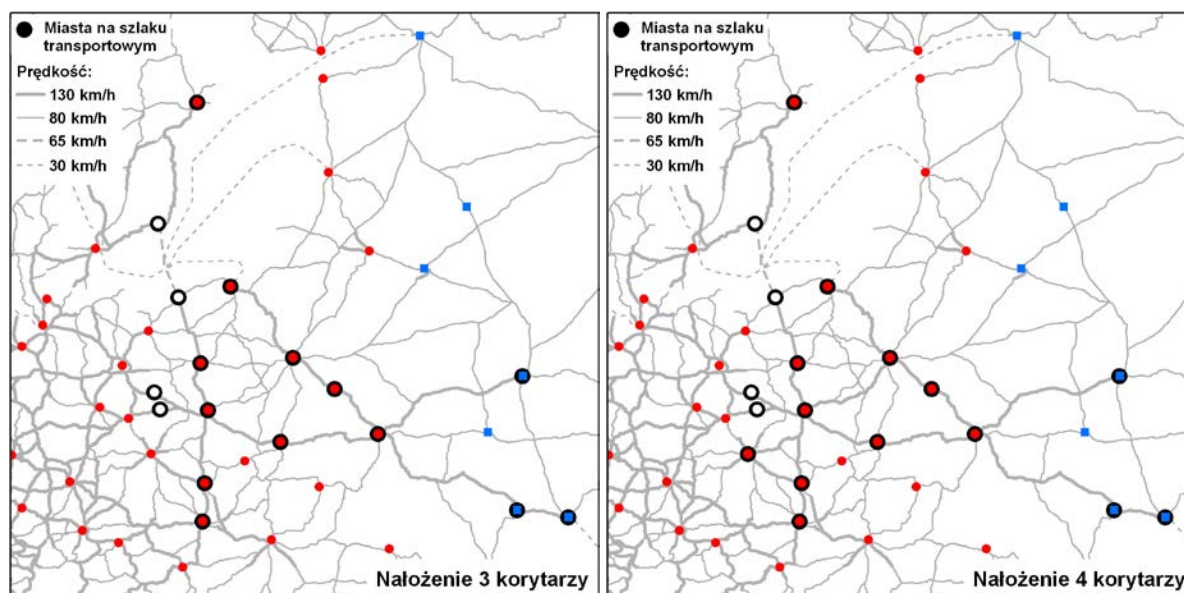 Miasta na szlaku
transportowym
Prędkość:
130 km/h
80 km/h
65 km/h
30 km/h
Nałożenie 3 korytarzy
Miasta na szlaku
transportowym
Prędkość:
130 km/h
80 km/h
65 km/h
30 km/h
Nałożenie 4 korytarzy